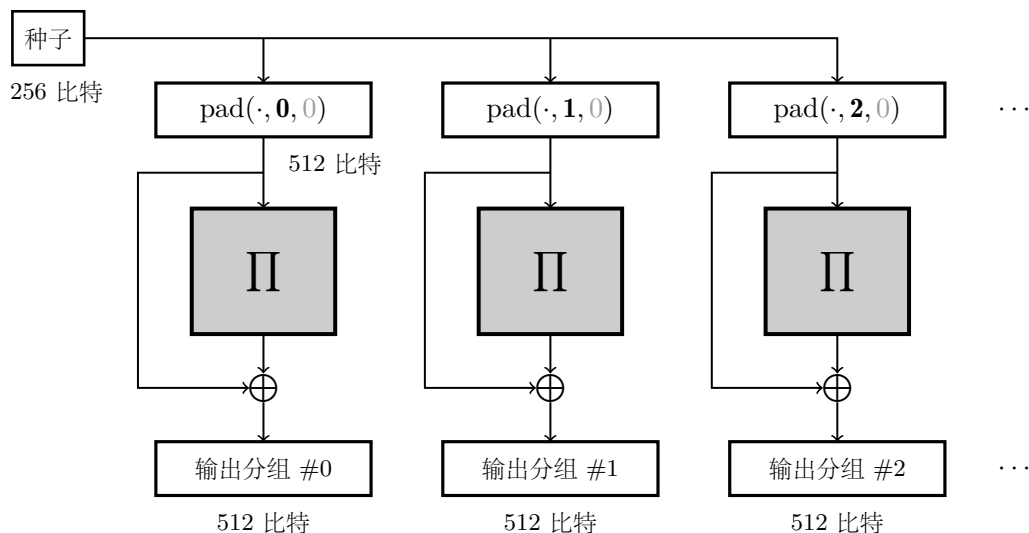 种子
256 比特
pad(·, 0, 0)
pad(·, 1, 0)
pad(·, 2, 0)
···
512 比特
∏
∏
∏
输出分组 #0
输出分组 #1
输出分组 #2
···
512 比特
512 比特
512 比特